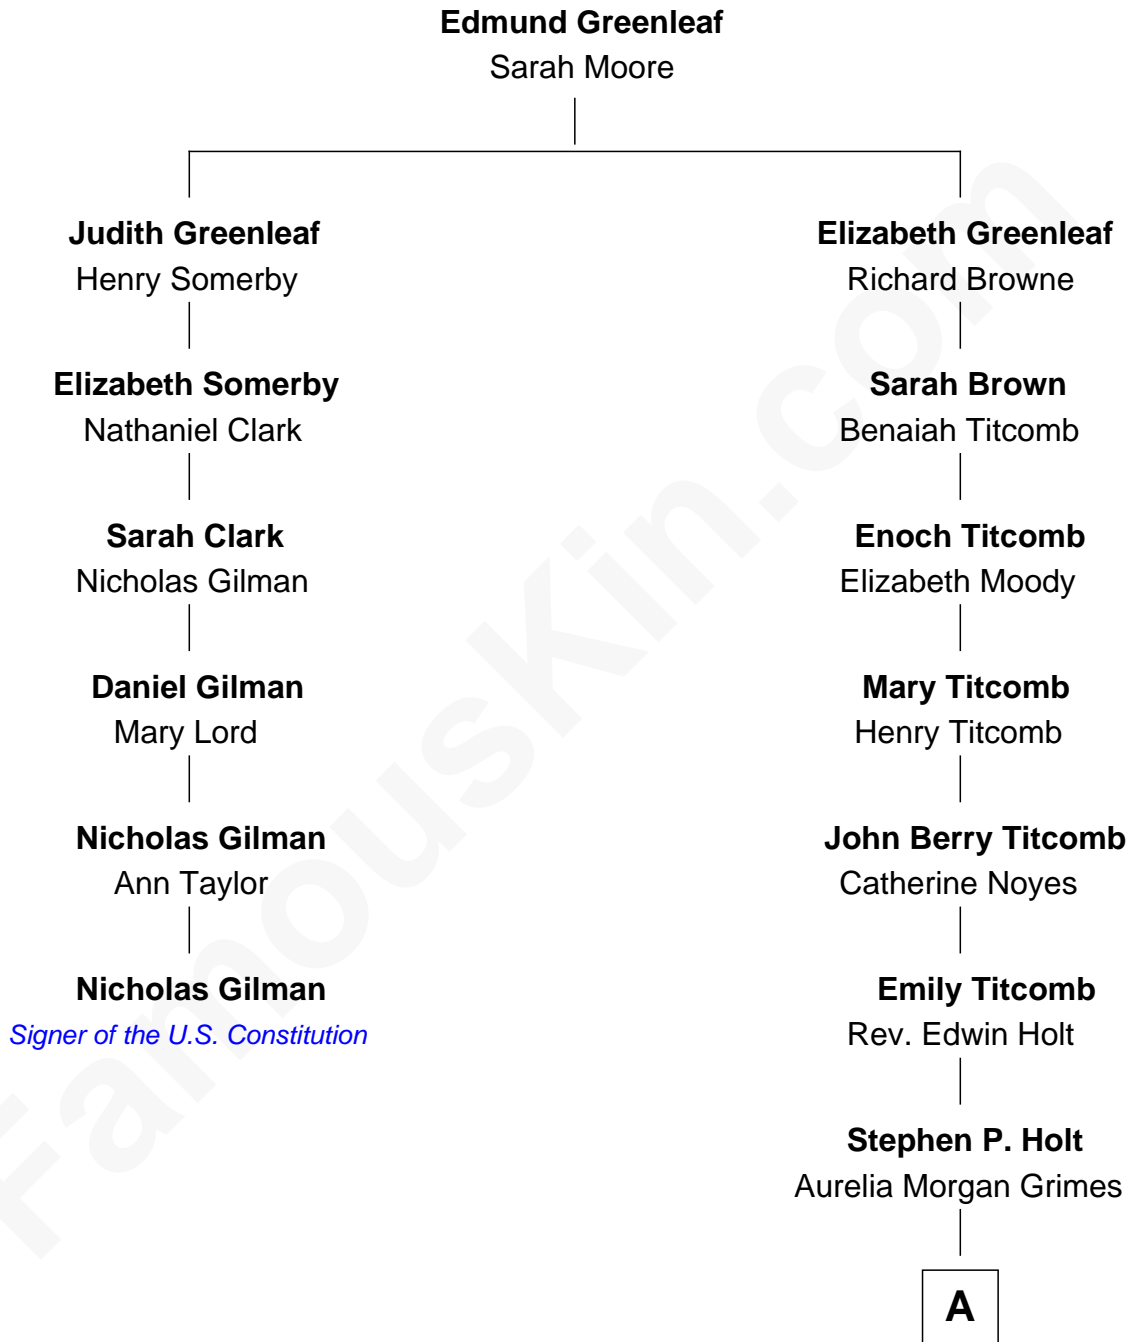 Edmund Greenleaf
Sarah Moore
Judith Greenleaf
Henry Somerby
Elizabeth Somerby
Nathaniel Clark
Sarah Clark
Nicholas Gilman
Daniel Gilman
Mary Lord
Nicholas Gilman
Ann Taylor
Nicholas Gilman
Signer of the U.S. Constitution
Elizabeth Greenleaf
Richard Browne
Sarah Brown
Benaiah Titcomb
Enoch Titcomb
Elizabeth Moody
Mary Titcomb
Henry Titcomb
John Berry Titcomb
Catherine Noyes
Emily Titcomb
Rev. Edwin Holt
Stephen P. Holt
Aurelia Morgan Grimes
A
FamousKin.com